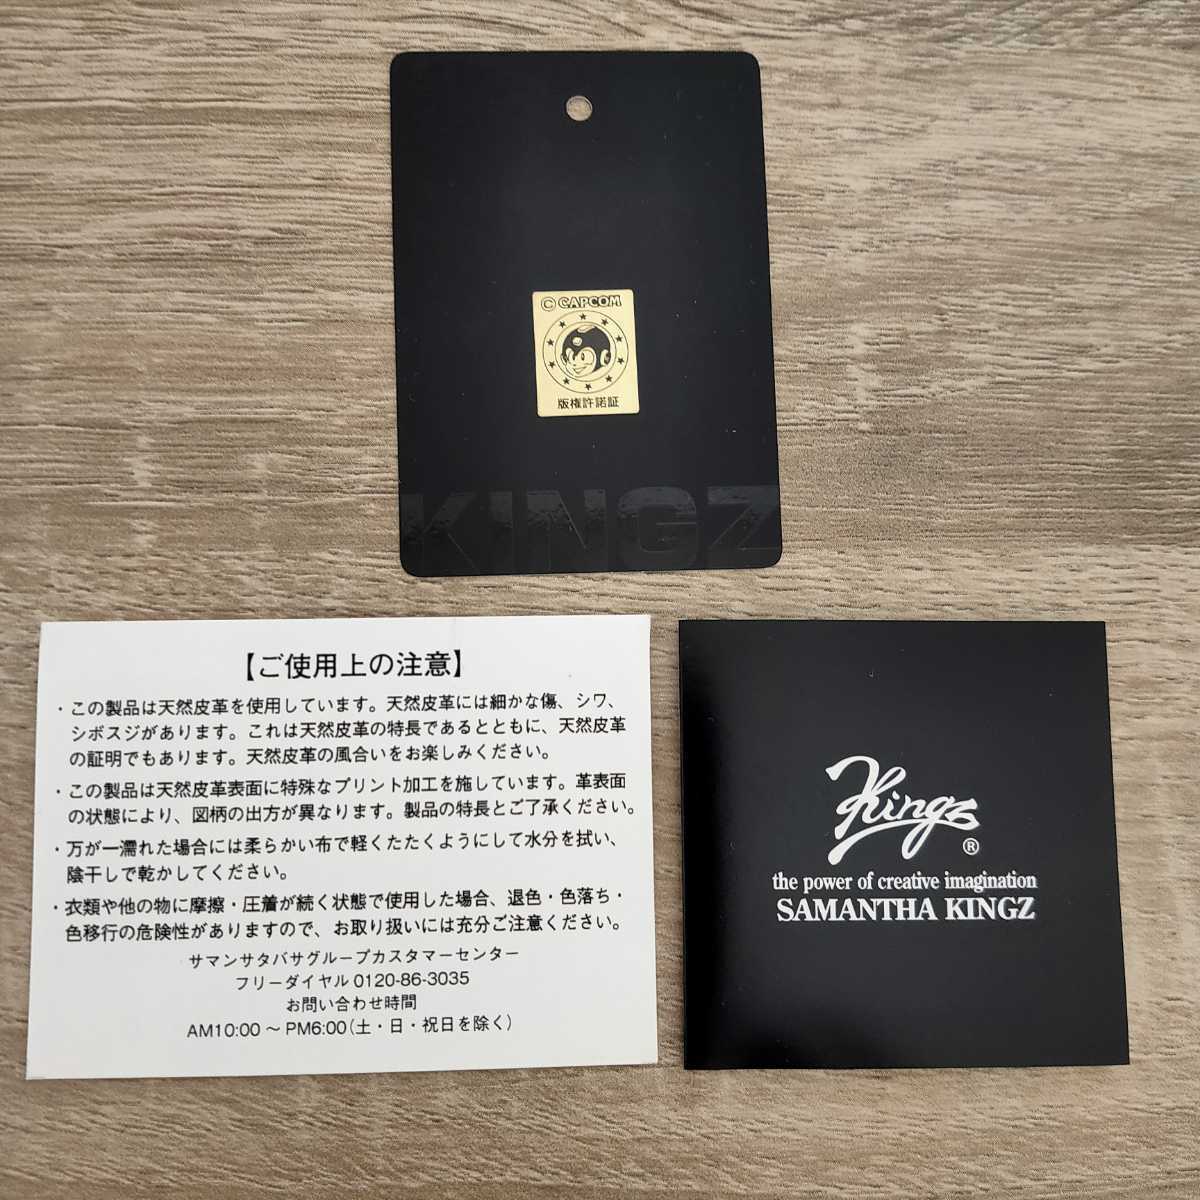 © CAPCOM
版権許諾証
KINGZ
【ご使用上の注意】
・この製品は天然皮革を使用しています。天然皮革には細かな傷、シワ、
シボスジがあります。これは天然皮革の特長であるとともに、天然皮革
の証明でもあります。天然皮革の風合いをお楽しみください。
・この製品は天然皮革表面に特殊なプリント加工を施しています。革表面
の状態により、図柄の出方が異なります。製品の特長とご了承ください。
・万が一濡れた場合には柔らかい布で軽くたたくようにして水分を拭い、
陰干しで乾かしてください。
・衣類や他の物に摩擦・圧着が続く状態で使用した場合、退色・色落ち・
色移行の危険性がありますので、お取り扱いには充分ご注意ください。
サマンサタバサグループカスタマーセンター
フリーダイヤル 0120-86-3035
お問い合わせ時間
AM10:00 ～ PM6:00(土・日・祝日を除く)
Kingz
®
the power of creative imagination
SAMANTHA KINGZ